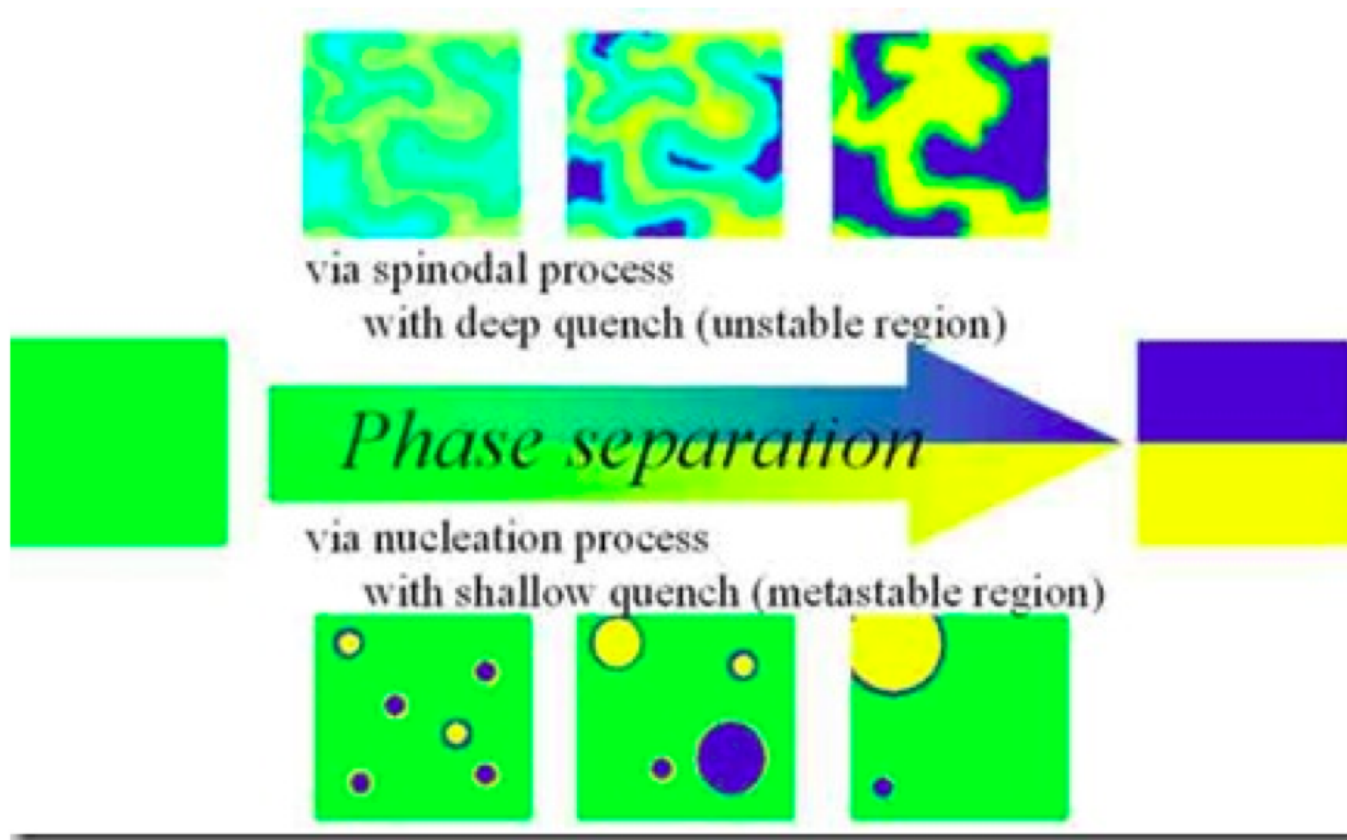 via spinodal process
with deep quench (unstable region)
Phase separation
via nucleation process
with shallow quench (metastable region)